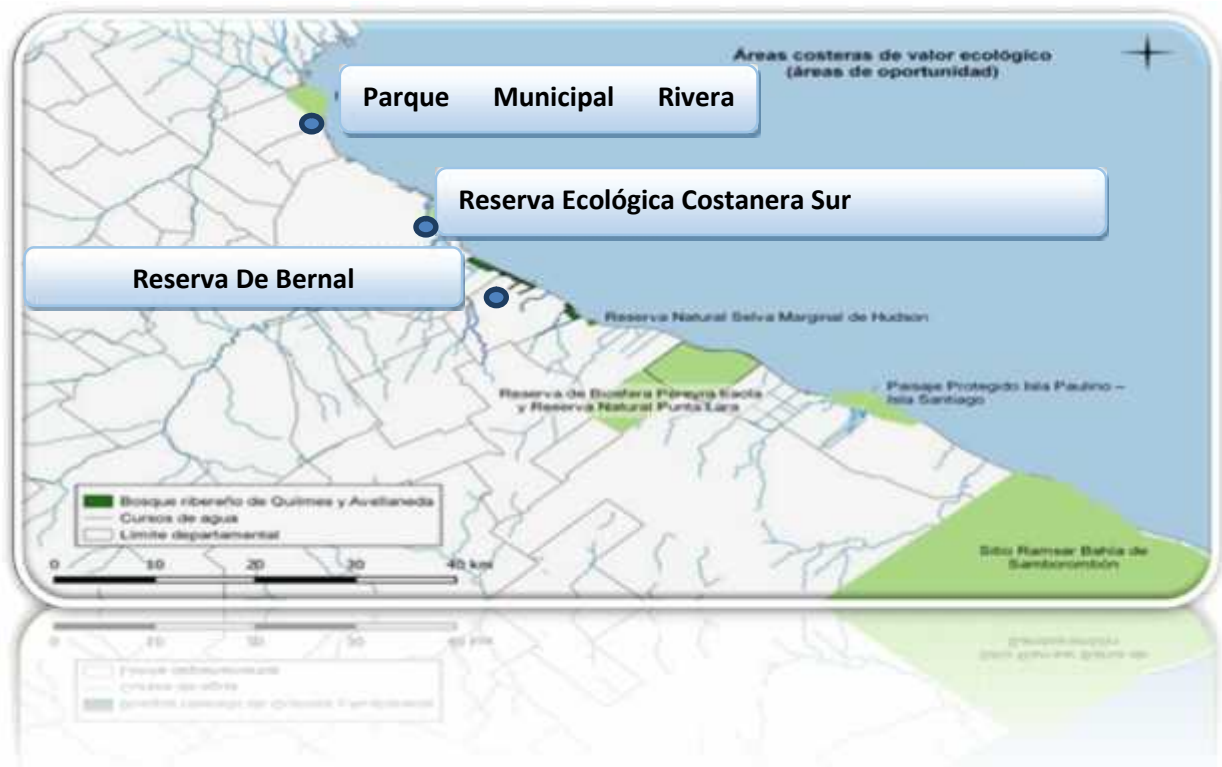 Áreas costeras de valor ecológico
(áreas de oportunidad)
Parque Municipal Rivera
Reserva Ecológica Costanera Sur
Reserva De Bernal
Reserva Natural Selva Marginal de Hudson
Reserva de Biosfera Pereyra Iraola
y Reserva Natural Punta Lara
Paisaje Protegido Isla Paulino –
Isla Santiago
Bosque ribereño de Quilmes y Avellaneda
Cursos de agua
Límite departamental
0 10 20 30 40 km
Sitio Ramsar Bahía de
Samborombón